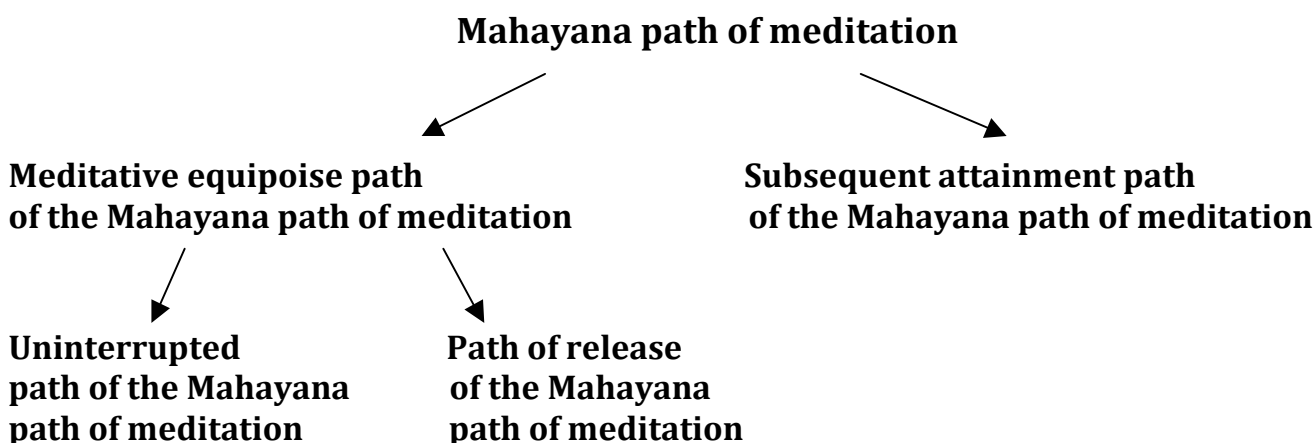 Mahayana path of meditation
Meditative equipoise path
of the Mahayana path of meditation
Subsequent attainment path
of the Mahayana path of meditation
Uninterrupted
path of the Mahayana
path of meditation
Path of release
of the Mahayana
path of meditation